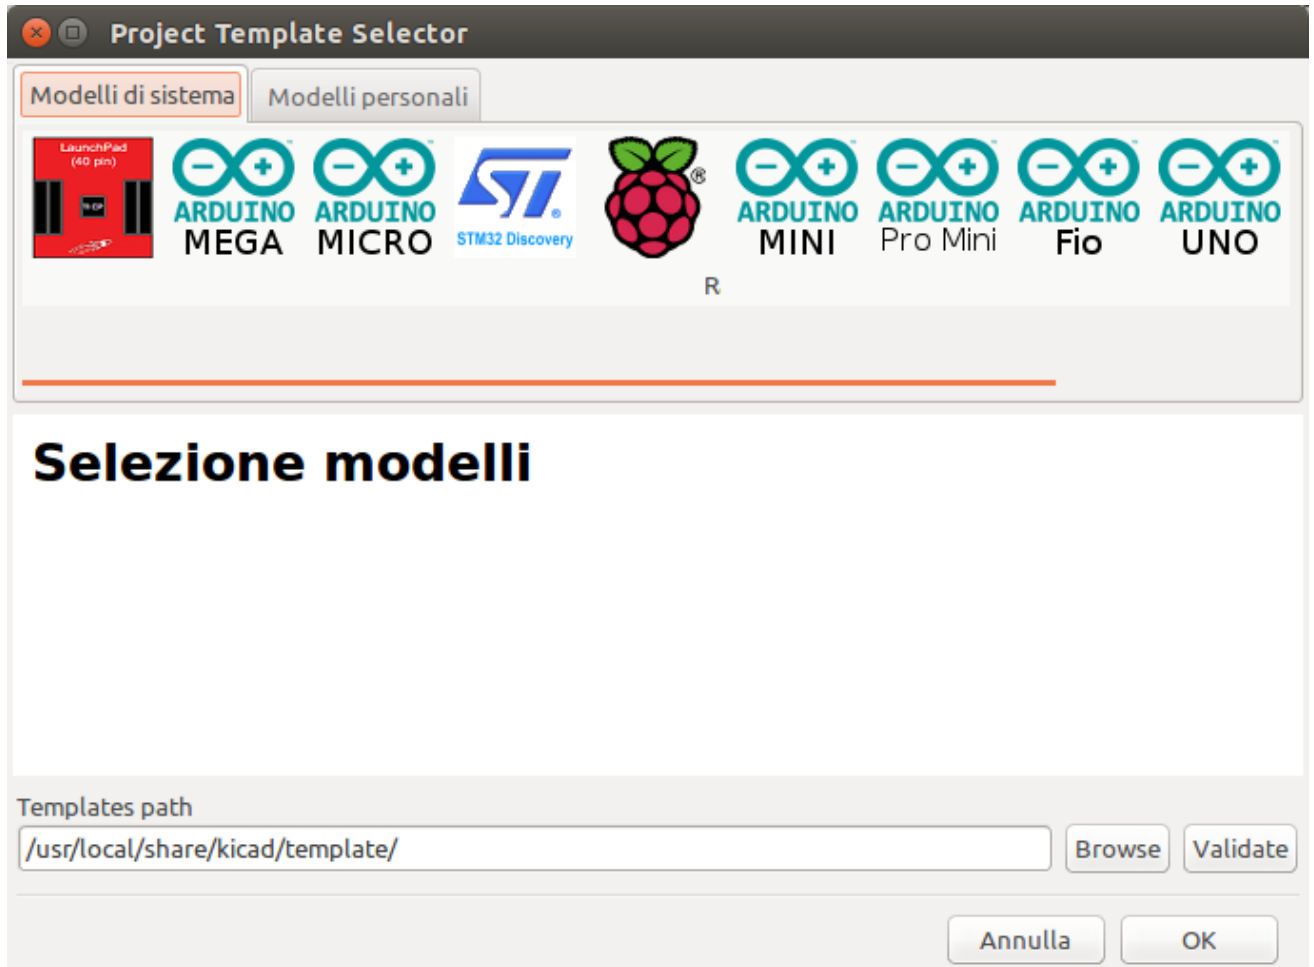 Project Template Selector
Modelli di sistema Modelli personali
LaunchPad
(40 pin)
ARDUINO MEGA
ARDUINO MICRO
STM32 Discovery
®
ARDUINO MINI
ARDUINO Pro Mini
ARDUINO Fio
ARDUINO UNO
R
Selezione modelli
Templates path
/usr/local/share/kicad/template/ Browse Validate
Annulla OK